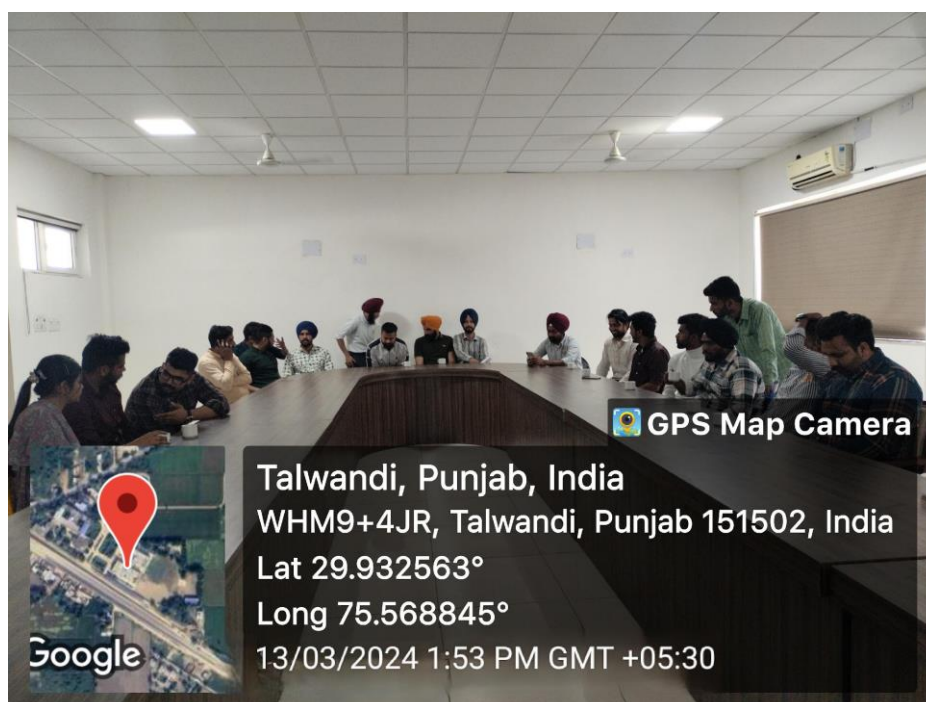 GPS Map Camera
Talwandi, Punjab, India
WHM9+4JR, Talwandi, Punjab 151502, India
Lat 29.932563°
Long 75.568845°
13/03/2024 1:53 PM GMT +05:30
Google